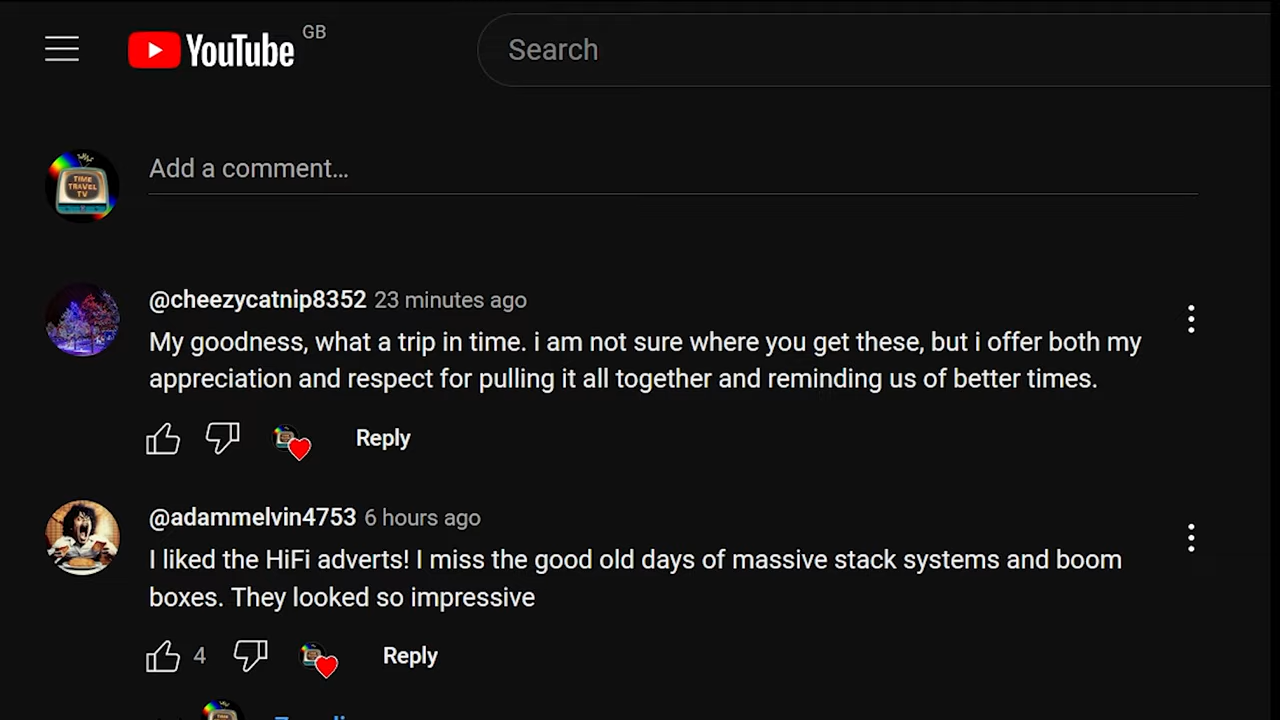 YouTube GB
Search
Add a comment...
TIME
TRAVEL
TV
@cheezycatnip8352 23 minutes ago
My goodness, what a trip in time. i am not sure where you get these, but i offer both my
appreciation and respect for pulling it all together and reminding us of better times.
Reply
@adammelvin4753 6 hours ago
I liked the HiFi adverts! I miss the good old days of massive stack systems and boom
boxes. They looked so impressive
4 Reply